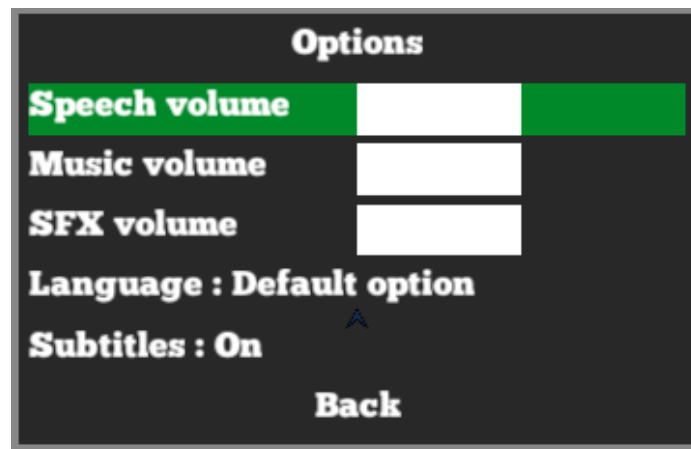 Options
Speech volume
Music volume
SFX volume
Language : Default option
Subtitles : On
Back